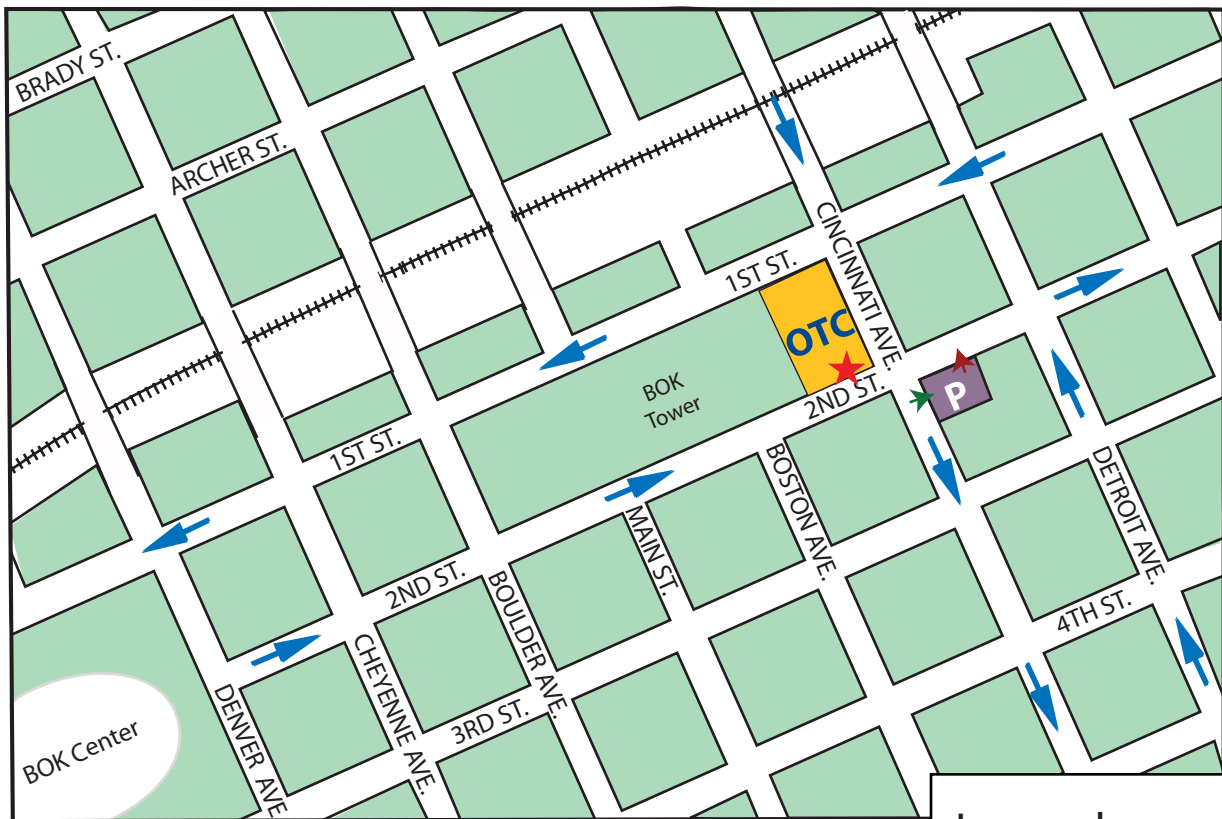 BRADY ST.
ARCHER ST.
CINCINNATI AVE.
1ST ST.
OTC
BOK
Tower
2ND ST.
P
1ST ST.
BOSTON AVE.
DETROIT AVE.
MAIN ST.
2ND ST.
BOULDER AVE.
4TH ST.
CHEYENNE AVE.
DENVER AVE
3RD ST.
BOK Center